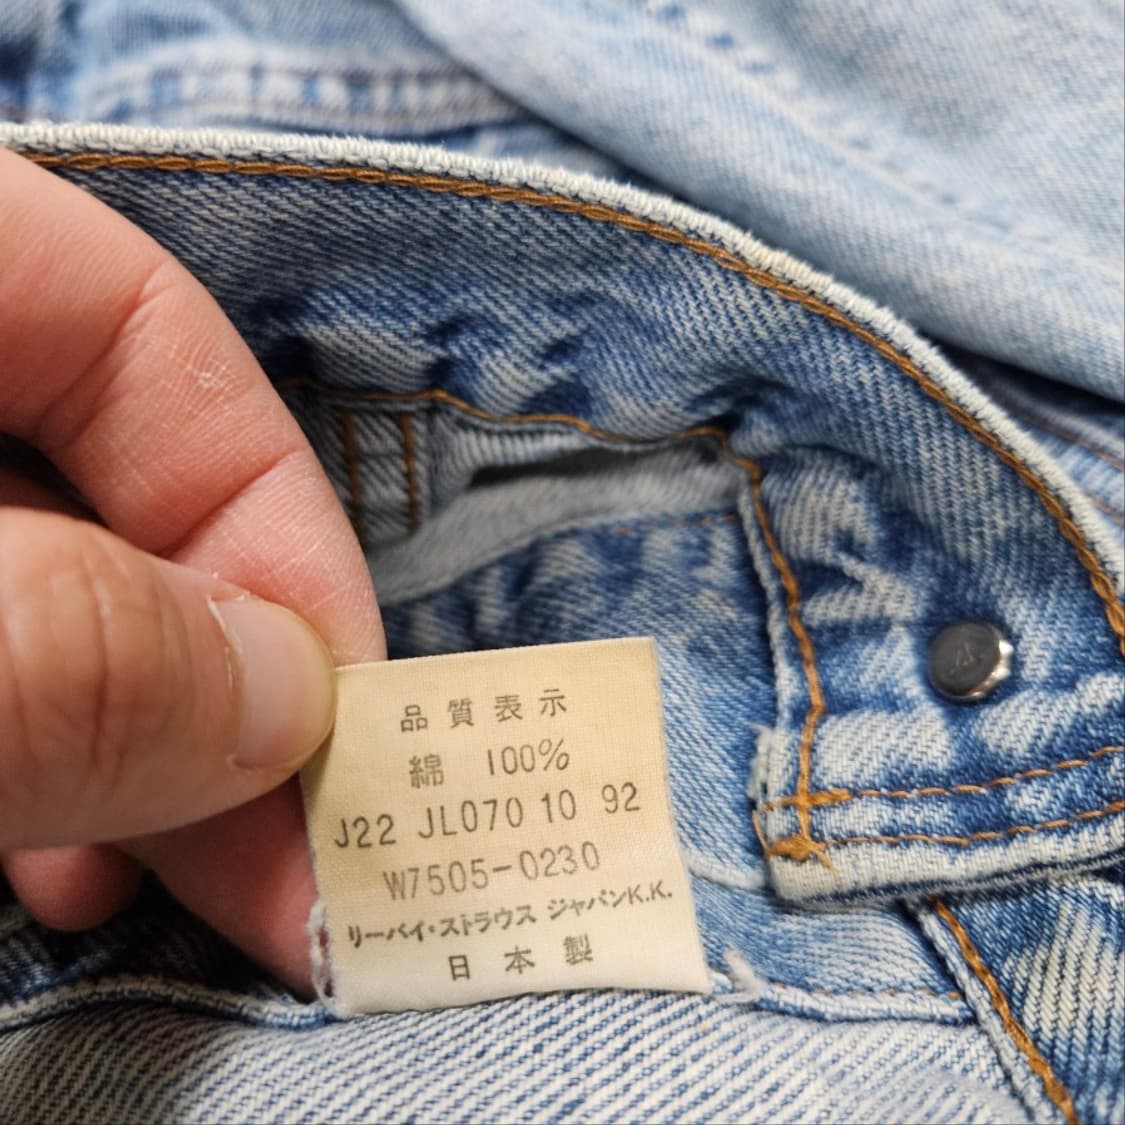 品質表示
綿 100%
J22 JL070 10 92
W7505-0230
リーバイ・ストラウス ジャパンK.K.
日本製